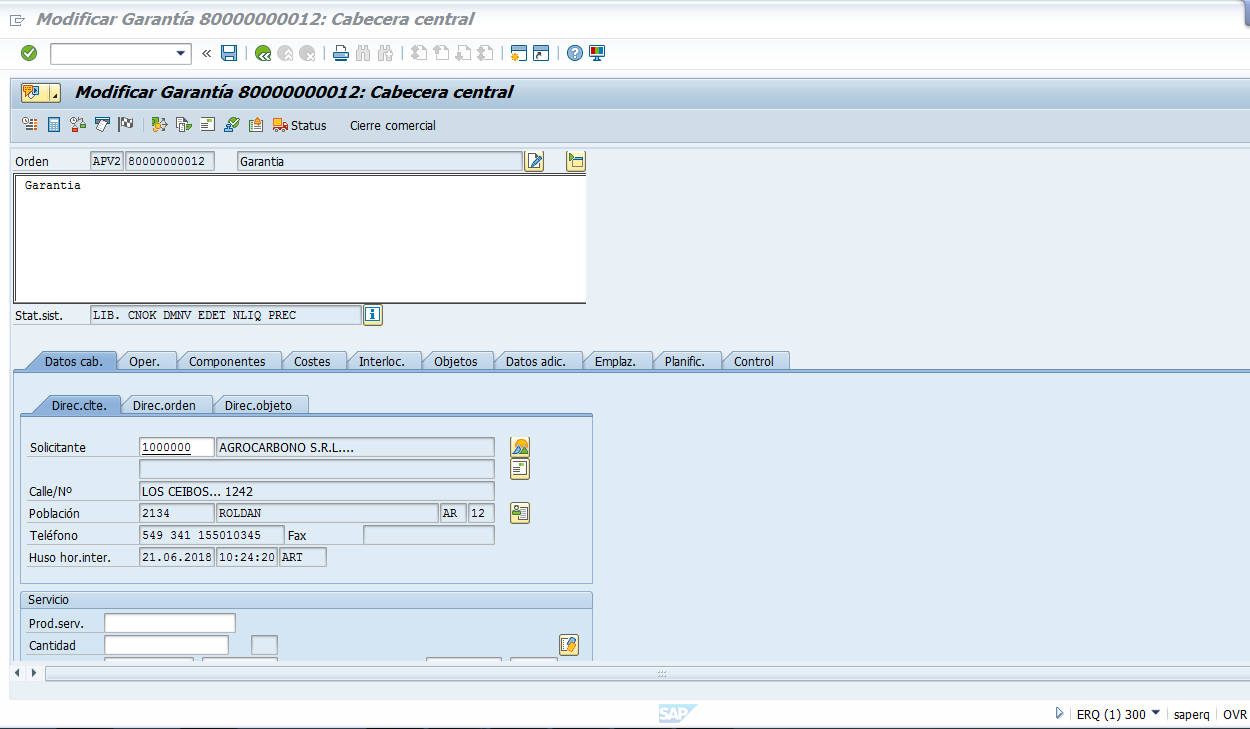 Modificar Garantía 80000000012: Cabecera central
Modificar Garantía 80000000012: Cabecera central
Status Cierre comercial
Orden APV2 80000000012 Garantia
Garantia
Stat.sist. LIB. CNOK DMNV EDET NLIQ PREC
Datos cab. Oper. Componentes Costes Interloc. Objetos Datos adic. Emplaz. Planific. Control
Direc.clte. Direc.orden Direc.objeto
Solicitante 1000000 AGROCARBONO S.R.L....
Calle/Nº LOS CEIBOS... 1242
Población 2134 ROLDAN AR 12
Teléfono 549 341 155010345 Fax
Huso hor.inter. 21.06.2018 10:24:20 ART
Servicio
Prod.serv.
Cantidad
SAP ERQ (1) 300 saperq OVR